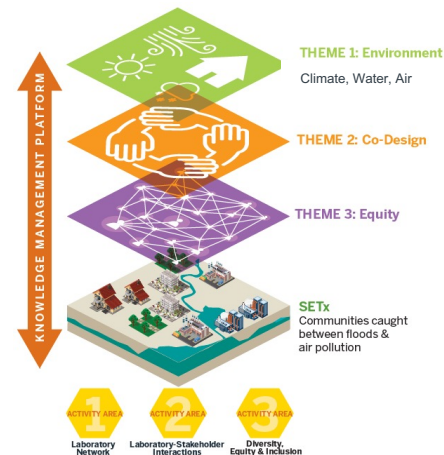 KNOWLEDGE MANAGEMENT PLATFORM
THEME 1: Environment
Climate, Water, Air
THEME 2: Co-Design
THEME 3: Equity
SETx
Communities caught
between floods &
air pollution
1
ACTIVITY AREA
Laboratory
Network
2
ACTIVITY AREA
Laboratory-Stakeholder
Interactions
3
ACTIVITY AREA
Diversity,
Equity & Inclusion